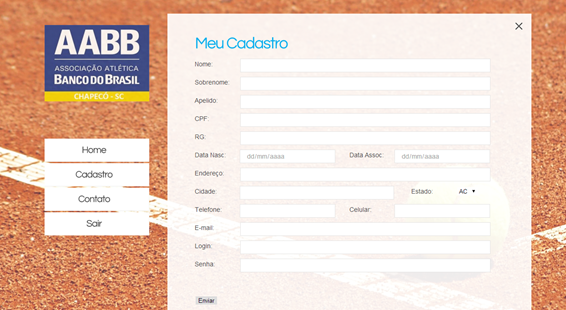 AABB
ASSOCIAÇÃO ATLÉTICA
BANCO DO BRASIL
CHAPECÓ - SC
Home
Cadastro
Contato
Sair
Meu Cadastro
Nome:
Sobrenome:
Apelido:
CPF:
RG:
Data Nasc: dd/mm/aaaa Data Assoc: dd/mm/aaaa
Endereço:
Cidade: Estado: AC
Telefone: Celular:
E-mail:
Login:
Senha:
Enviar